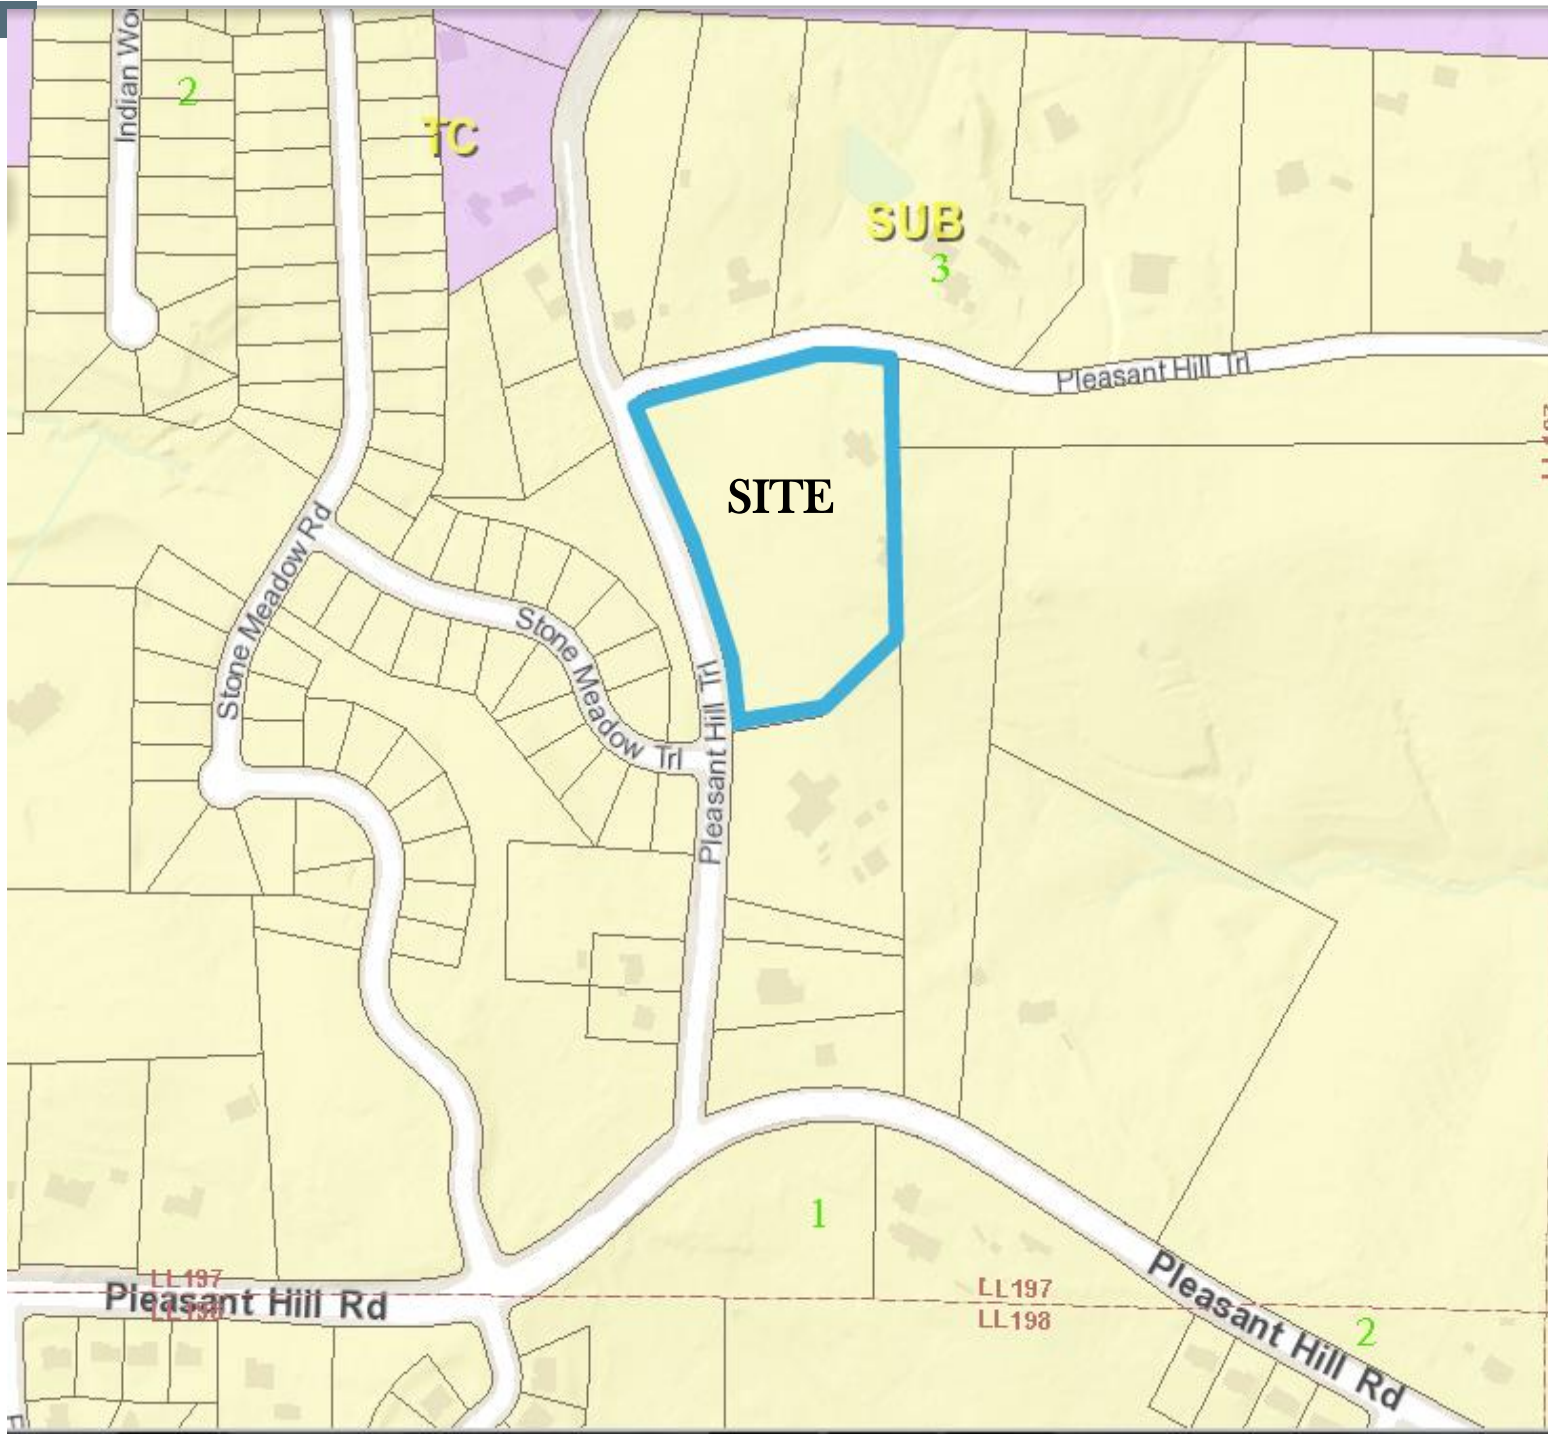 Indian Wo
2
TC
SUB
3
Pleasant Hill Trl
SITE
Stone Meadow Rd
Stone Meadow Trl
Pleasant Hill Trl
1
LL197
Pleasant Hill Rd
LL197
LL198
Pleasant Hill Rd
2